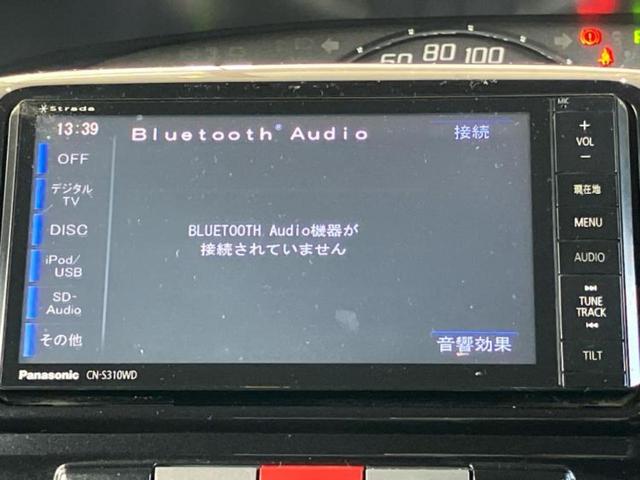 80 100
Strada
MIC
13:39
Bluetooth® Audio
接続
OFF
デジタル
TV
DISC
iPod/
USB
SD-
Audio
その他
BLUETOOTH Audio機器が
接続されていません
音響効果
+
VOL
-
現在地
MENU
AUDIO
TUNE
TRACK
TILT
Panasonic CN-S310WD